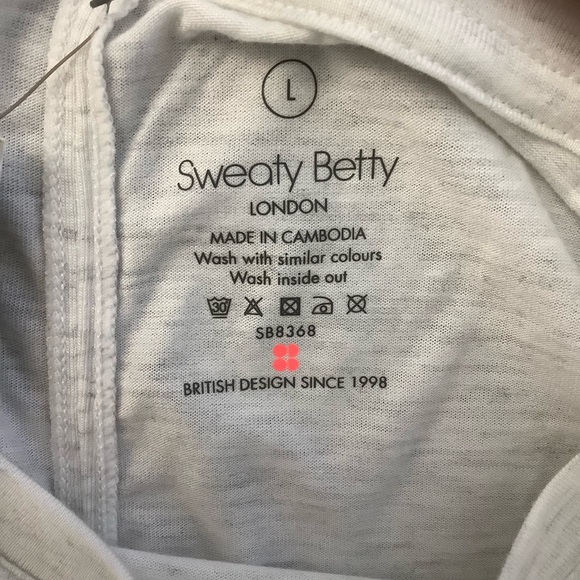 L
Sweaty Betty
LONDON
MADE IN CAMBODIA
Wash with similar colours
Wash inside out
30
SB8368
BRITISH DESIGN SINCE 1998